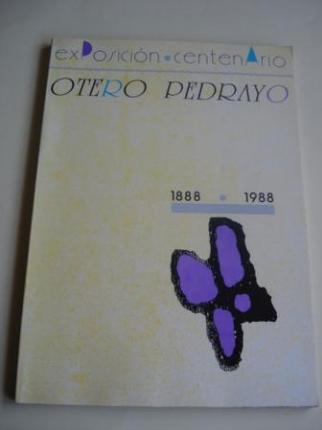 exPosición•centenArio
OTERO PEDRAYO
1888 • 1988